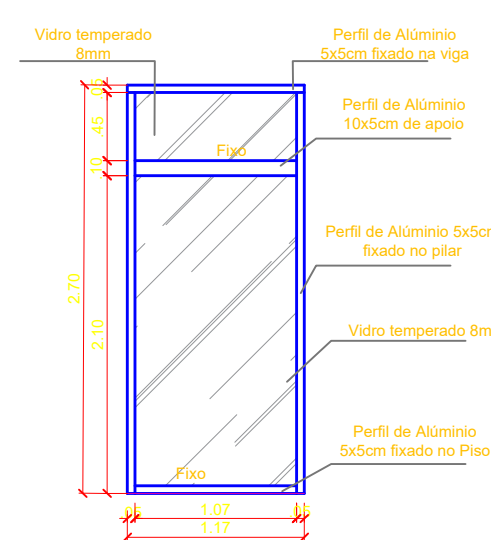 Vidro temperado
8mm
Perfil de Alúminio
5x5cm fixado na viga
Perfil de Alúminio
10x5cm de apoio
Fixo
Perfil de Alúminio 5x5c
fixado no pilar
Vidro temperado 8m
Perfil de Alúminio
5x5cm fixado no Piso
Fixo
.05
.45
.10
2.70
2.10
.05
1.07
.05
1.17